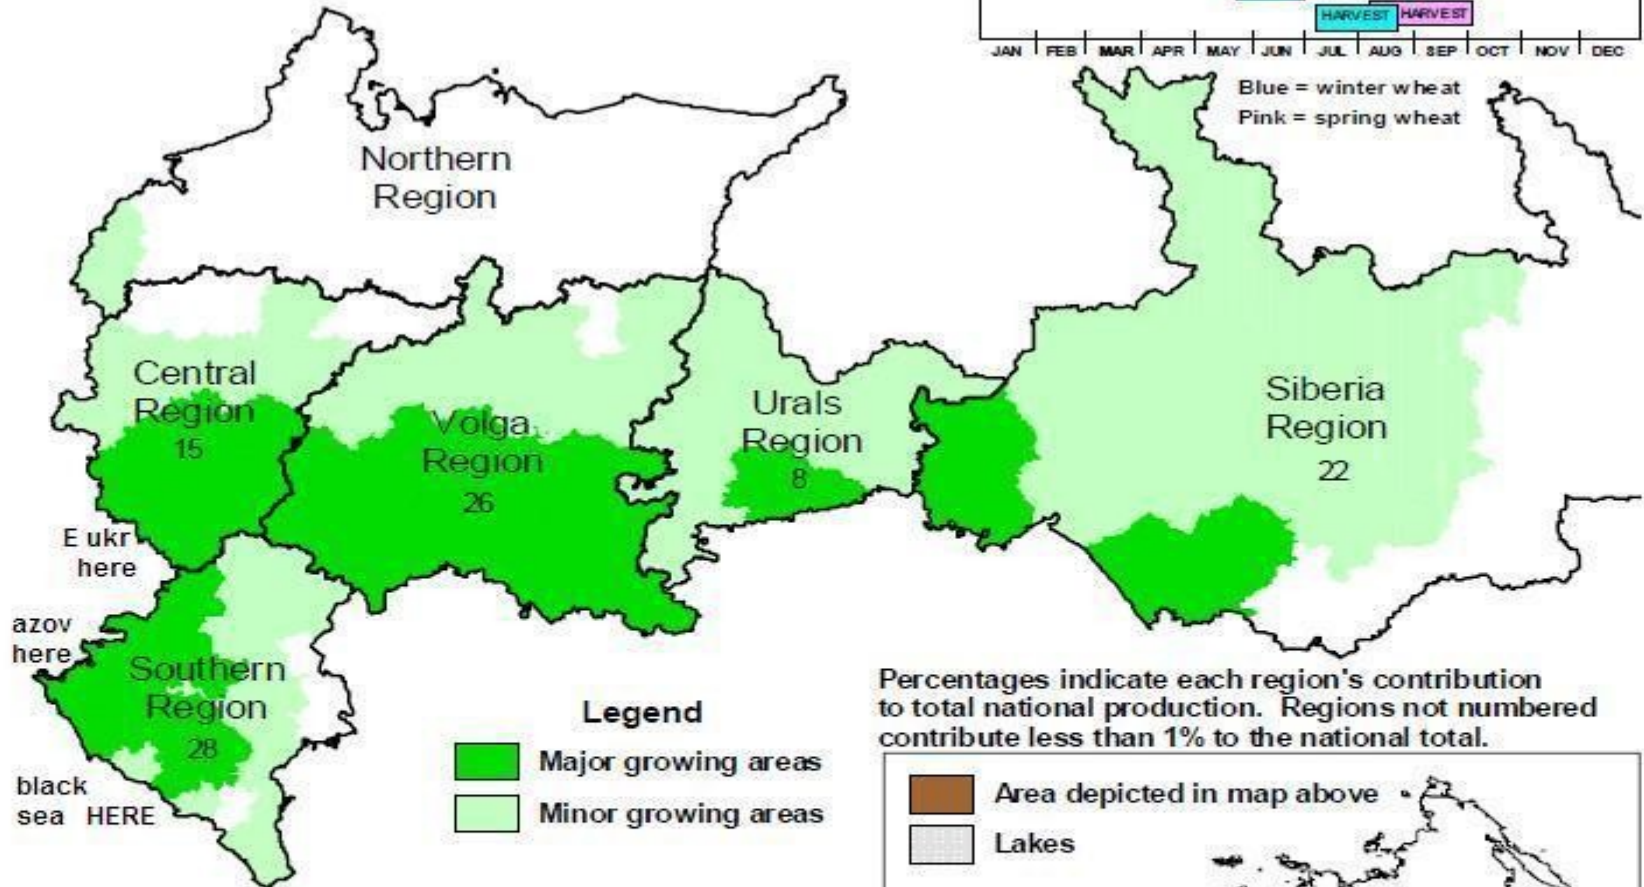 HARVEST HARVEST
JAN FEB MAR APR MAY JUN JUL AUG SEP OCT NOV DEC
Blue = winter wheat
Pink = spring wheat
Northern
Region
Central
Region
15
Volga
Region
26
Urals
Region
8
Siberia
Region
22
E ukr
here
azov
here
Southern
Region
28
black
sea HERE
Legend
Major growing areas
Minor growing areas
Percentages indicate each region's contribution
to total national production. Regions not numbered
contribute less than 1% to the national total.
Area depicted in map above
Lakes